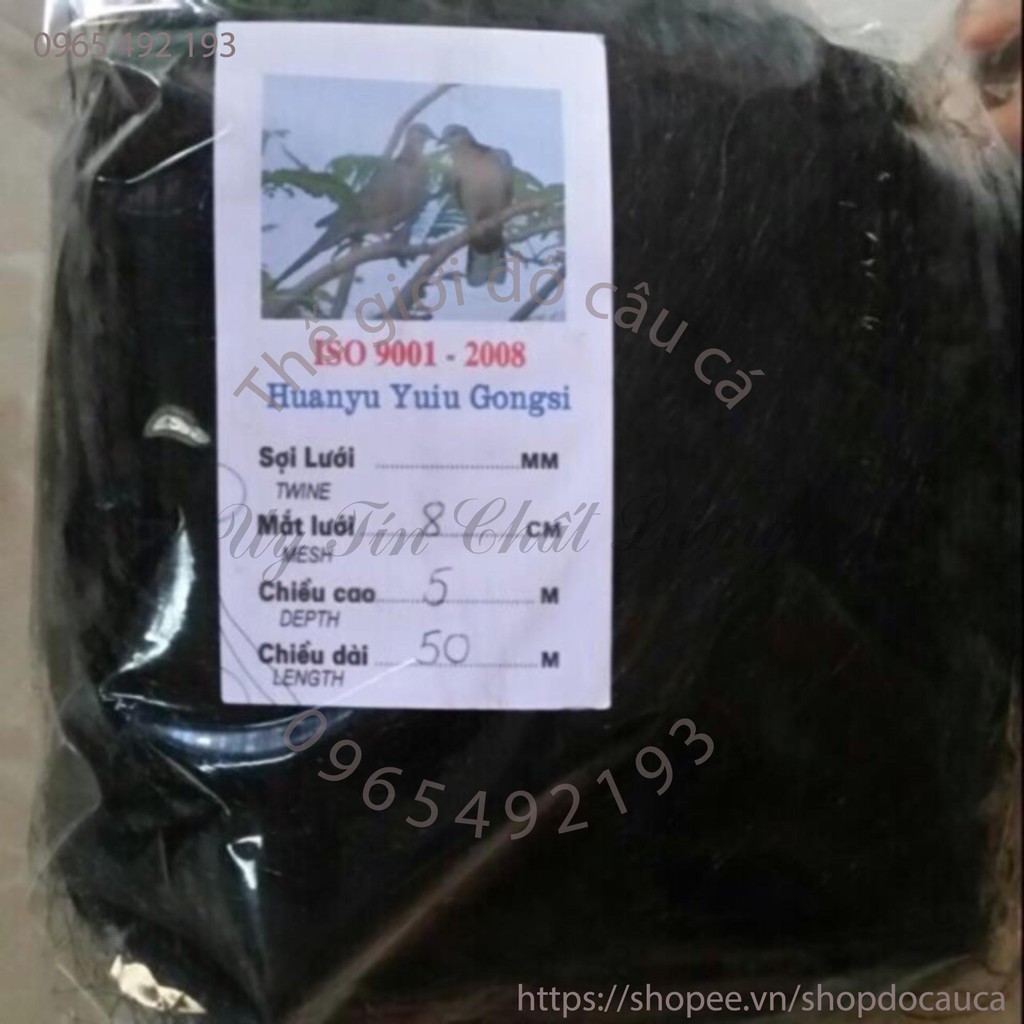 0965 492 193
Thế giới đồ câu cá
ISO 9001 - 2008
Huanyu Yuiu Gongsi
Sợi Lưới ........ MM
TWINE
Mắt lưới 8 CM
MESH
Uy Tín Chất
Chiều cao 5 M
DEPTH
Chiều dài 50 M
LENGTH
0965492193
https://shopee.vn/shopdocauca